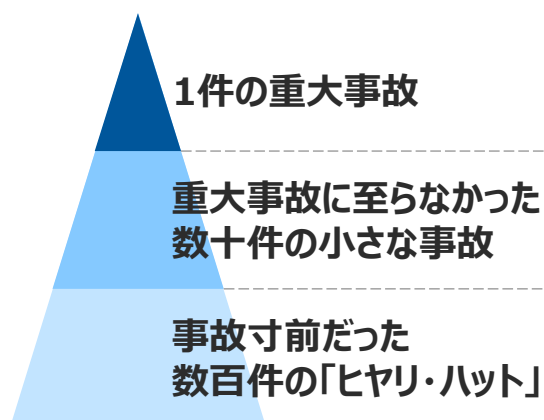 1件の重大事故
重大事故に至らなかった
数十件の小さな事故
事故寸前だった
数百件の「ヒヤリ・ハット」